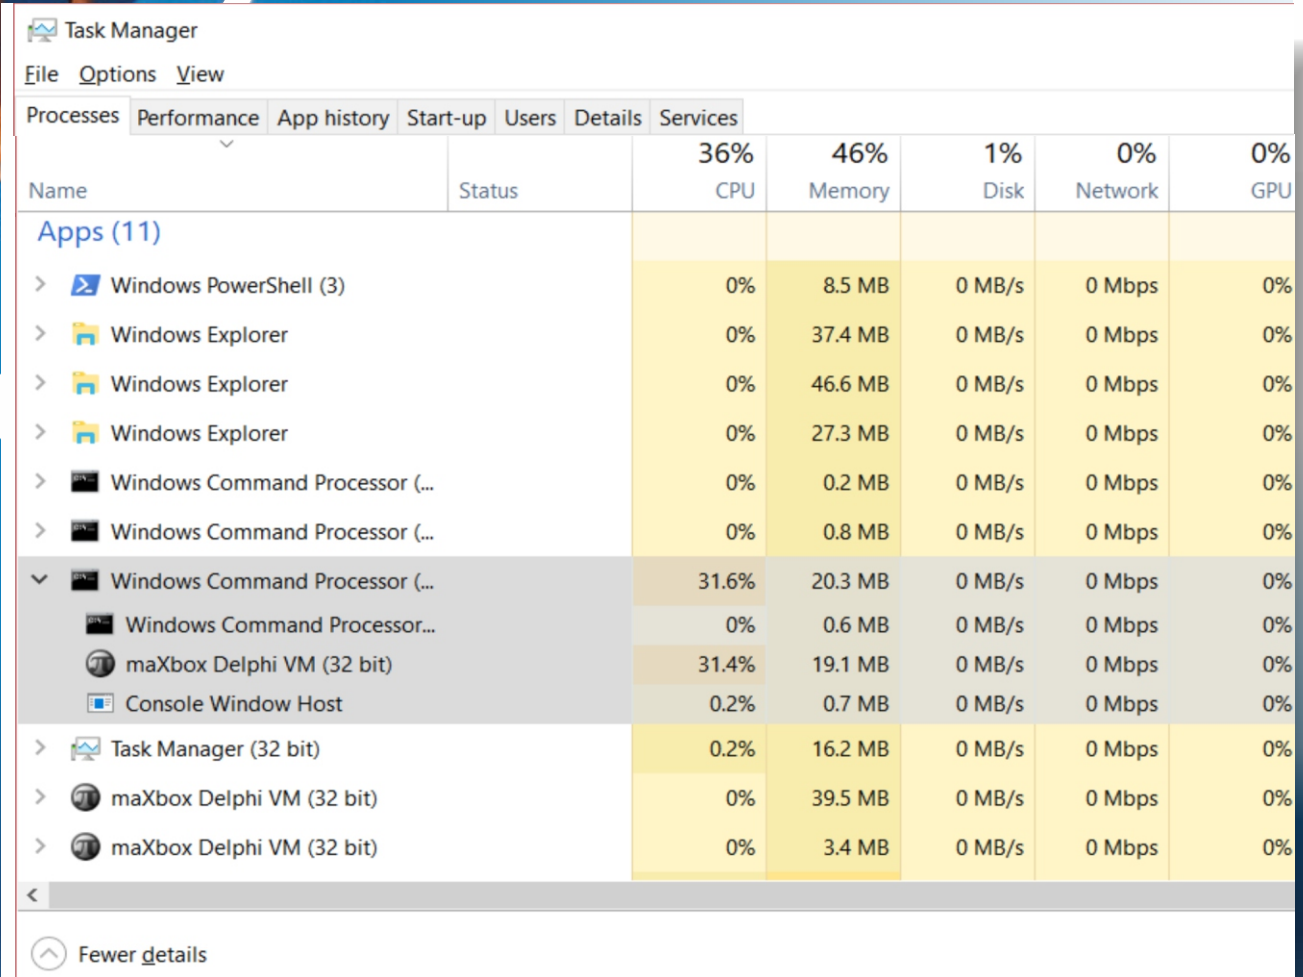 Task Manager
File Options View
Processes Performance App history Start-up Users Details Services
36% 46% 1% 0% 0%
Name Status CPU Memory Disk Network GPU
Apps (11)
Windows PowerShell (3) 0% 8.5 MB 0 MB/s 0 Mbps 0%
Windows Explorer 0% 37.4 MB 0 MB/s 0 Mbps 0%
Windows Explorer 0% 46.6 MB 0 MB/s 0 Mbps 0%
Windows Explorer 0% 27.3 MB 0 MB/s 0 Mbps 0%
Windows Command Processor (... 0% 0.2 MB 0 MB/s 0 Mbps 0%
Windows Command Processor (... 0% 0.8 MB 0 MB/s 0 Mbps 0%
Windows Command Processor (... 31.6% 20.3 MB 0 MB/s 0 Mbps 0%
Windows Command Processor... 0% 0.6 MB 0 MB/s 0 Mbps 0%
maXbox Delphi VM (32 bit) 31.4% 19.1 MB 0 MB/s 0 Mbps 0%
Console Window Host 0.2% 0.7 MB 0 MB/s 0 Mbps 0%
Task Manager (32 bit) 0.2% 16.2 MB 0 MB/s 0 Mbps 0%
maXbox Delphi VM (32 bit) 0% 39.5 MB 0 MB/s 0 Mbps 0%
maXbox Delphi VM (32 bit) 0% 3.4 MB 0 MB/s 0 Mbps 0%
Fewer details